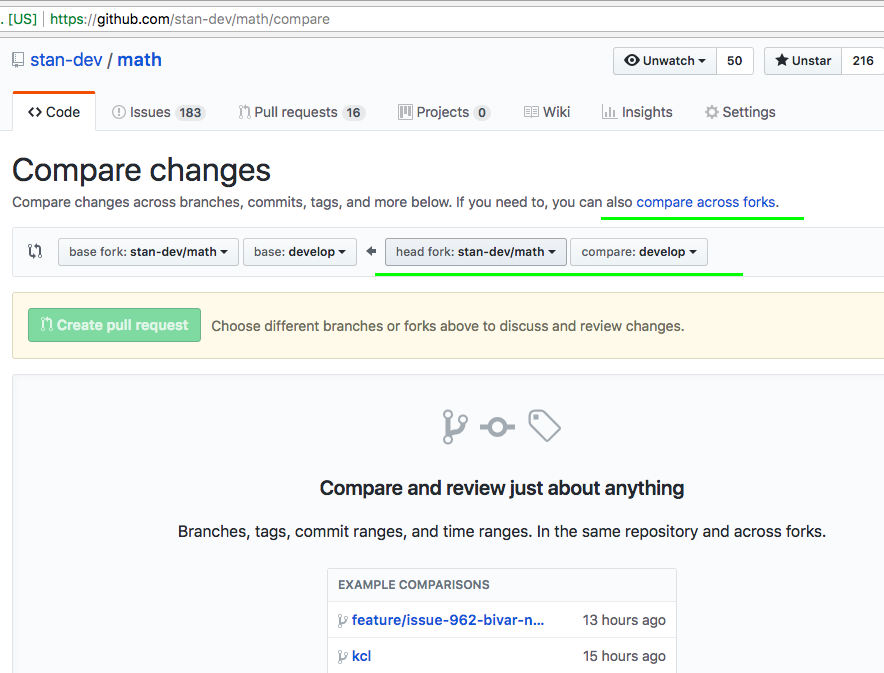 . [US] https://github.com/stan-dev/math/compare
stan-dev / math Unwatch 50 Unstar 216
Code Issues 183 Pull requests 16 Projects 0 Wiki Insights Settings
Compare changes
Compare changes across branches, commits, tags, and more below. If you need to, you can also compare across forks.
base fork: stan-dev/math base: develop head fork: stan-dev/math compare: develop
Create pull request Choose different branches or forks above to discuss and review changes.
Compare and review just about anything
Branches, tags, commit ranges, and time ranges. In the same repository and across forks.
EXAMPLE COMPARISONS
feature/issue-962-bivar-n... 13 hours ago
kcl 15 hours ago